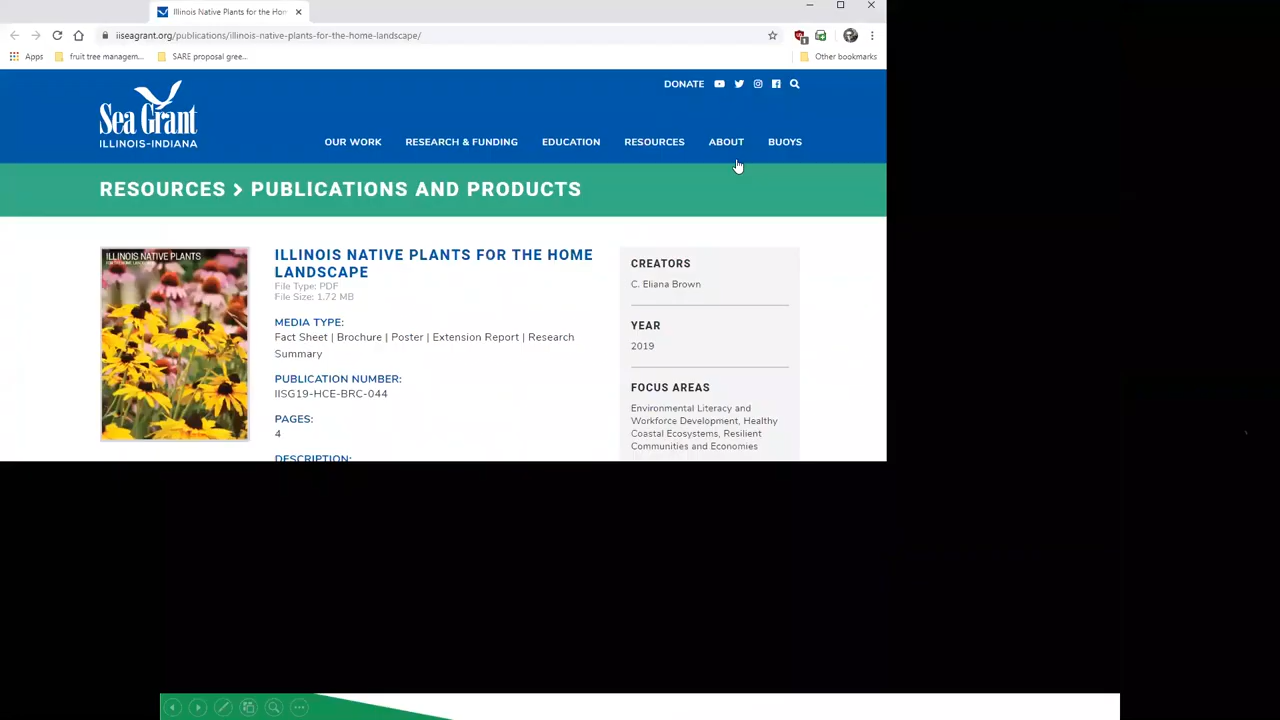 Illinois Native Plants for the Hom
iiseagrant.org/publications/illinois-native-plants-for-the-home-landscape/
1
Apps
fruit tree managem...
SARE proposal gree...
Other bookmarks
DONATE
Sea Grant
ILLINOIS-INDIANA
OUR WORK
RESEARCH & FUNDING
EDUCATION
RESOURCES
ABOUT
BUOYS
RESOURCES > PUBLICATIONS AND PRODUCTS
ILLINOIS NATIVE PLANTS
FOR THE HOME LANDSCAPE
ILLINOIS NATIVE PLANTS FOR THE HOME
LANDSCAPE
File Type: PDF
File Size: 1.72 MB
MEDIA TYPE:
Fact Sheet | Brochure | Poster | Extension Report | Research
Summary
PUBLICATION NUMBER:
IISG19-HCE-BRC-044
PAGES:
4
DESCRIPTION:
CREATORS
C. Eliana Brown
YEAR
2019
FOCUS AREAS
Environmental Literacy and
Workforce Development, Healthy
Coastal Ecosystems, Resilient
Communities and Economies